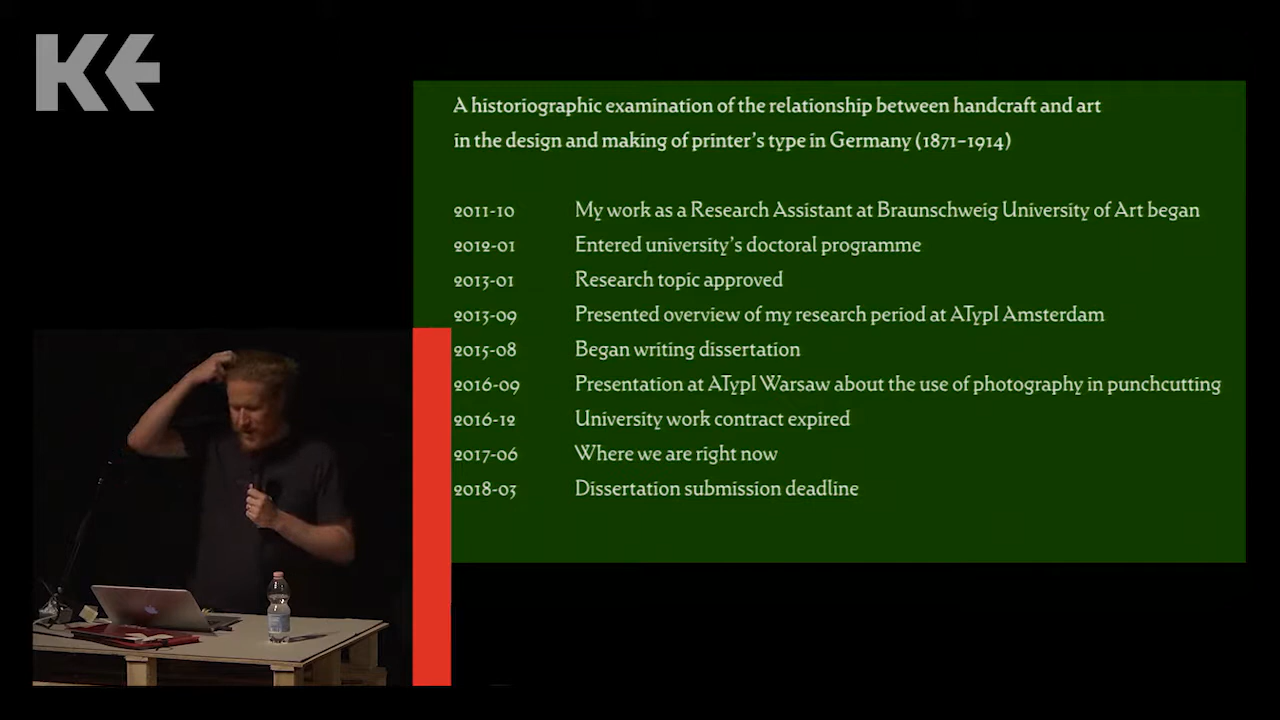 KE
A historiographic examination of the relationship between handcraft and art
in the design and making of printer's type in Germany (1871–1914)
2011-10 My work as a Research Assistant at Braunschweig University of Art began
2012-01 Entered university's doctoral programme
2013-01 Research topic approved
2013-09 Presented overview of my research period at ATypI Amsterdam
2015-08 Began writing dissertation
2016-09 Presentation at ATypI Warsaw about the use of photography in punchcutting
2016-12 University work contract expired
2017-06 Where we are right now
2018-03 Dissertation submission deadline